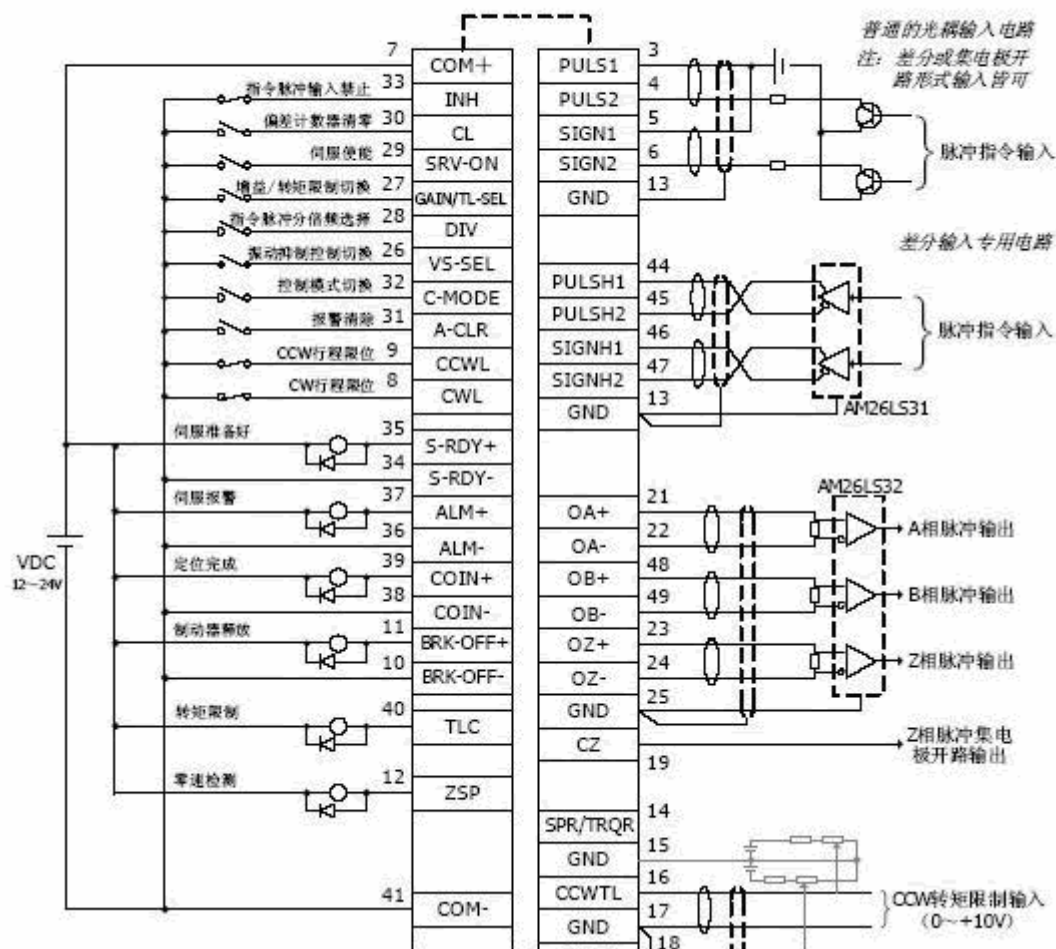 7
COM+
指令脉冲输入禁止 33
INH
偏差计数器清零 30
CL
伺服使能 29
SRV-ON
增益/转矩限制切换 27
GAIN/TL-SEL
指令脉冲分倍频选择 28
DIV
振动抑制控制切换 26
VS-SEL
控制模式切换 32
C-MODE
报警清除 31
A-CLR
CCW行程限位 9
CCWL
CW行程限位 8
CWL
伺服准备好 35
S-RDY+
34
S-RDY-
伺服报警 37
ALM+
36
ALM-
VDC
12~24V
定位完成 39
COIN+
38
COIN-
制动器释放 11
BRK-OFF+
10
BRK-OFF-
转矩限制 40
TLC
零速检测 12
ZSP
41
COM-
3
PULS1
4
PULS2
5
SIGN1
6
SIGN2
13
GND
普通的光耦输入电路
注：差分或集电极开
路形式输入皆可
脉冲指令输入
差分输入专用电路
44
PULSH1
45
PULSH2
46
SIGNH1
47
SIGNH2
13
GND
脉冲指令输入
AM26LS31
AM26LS32
21
OA+
22
OA-
A相脉冲输出
48
OB+
49
OB-
B相脉冲输出
23
OZ+
24
OZ-
Z相脉冲输出
25
GND
CZ
19
Z相脉冲集电
极开路输出
14
SPR/TRQR
15
GND
16
CCWTL
17
GND
18
CCW转矩限制输入
(0~+10V)